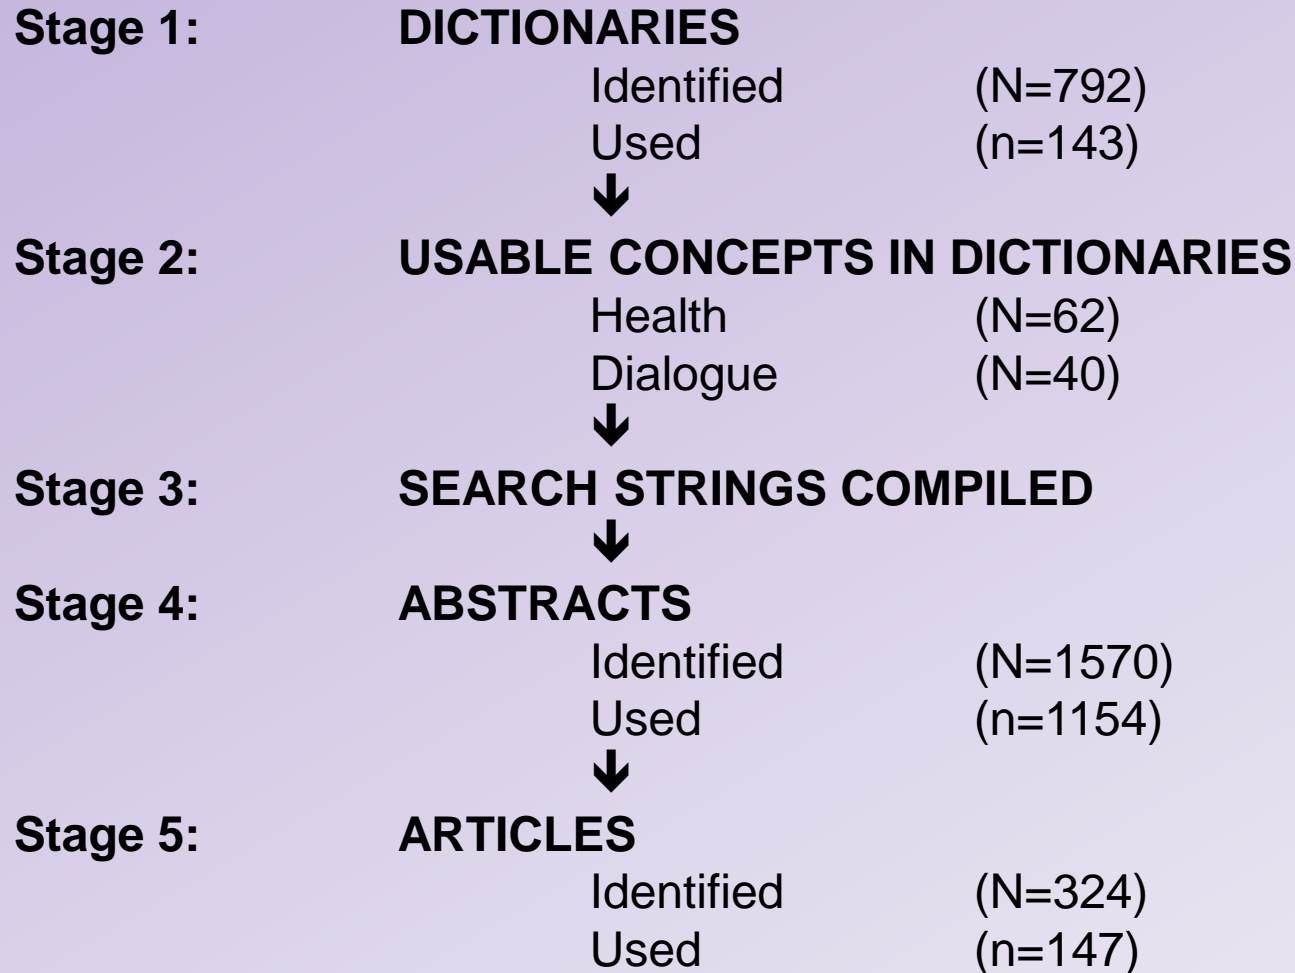 Stage 1: DICTIONARIES
Identified (N=792)
Used (n=143)
🡻
Stage 2: USABLE CONCEPTS IN DICTIONARIES
Health (N=62)
Dialogue (N=40)
🡻
Stage 3: SEARCH STRINGS COMPILED
🡻
Stage 4: ABSTRACTS
Identified (N=1570)
Used (n=1154)
🡻
Stage 5: ARTICLES
Identified (N=324)
Used (n=147)